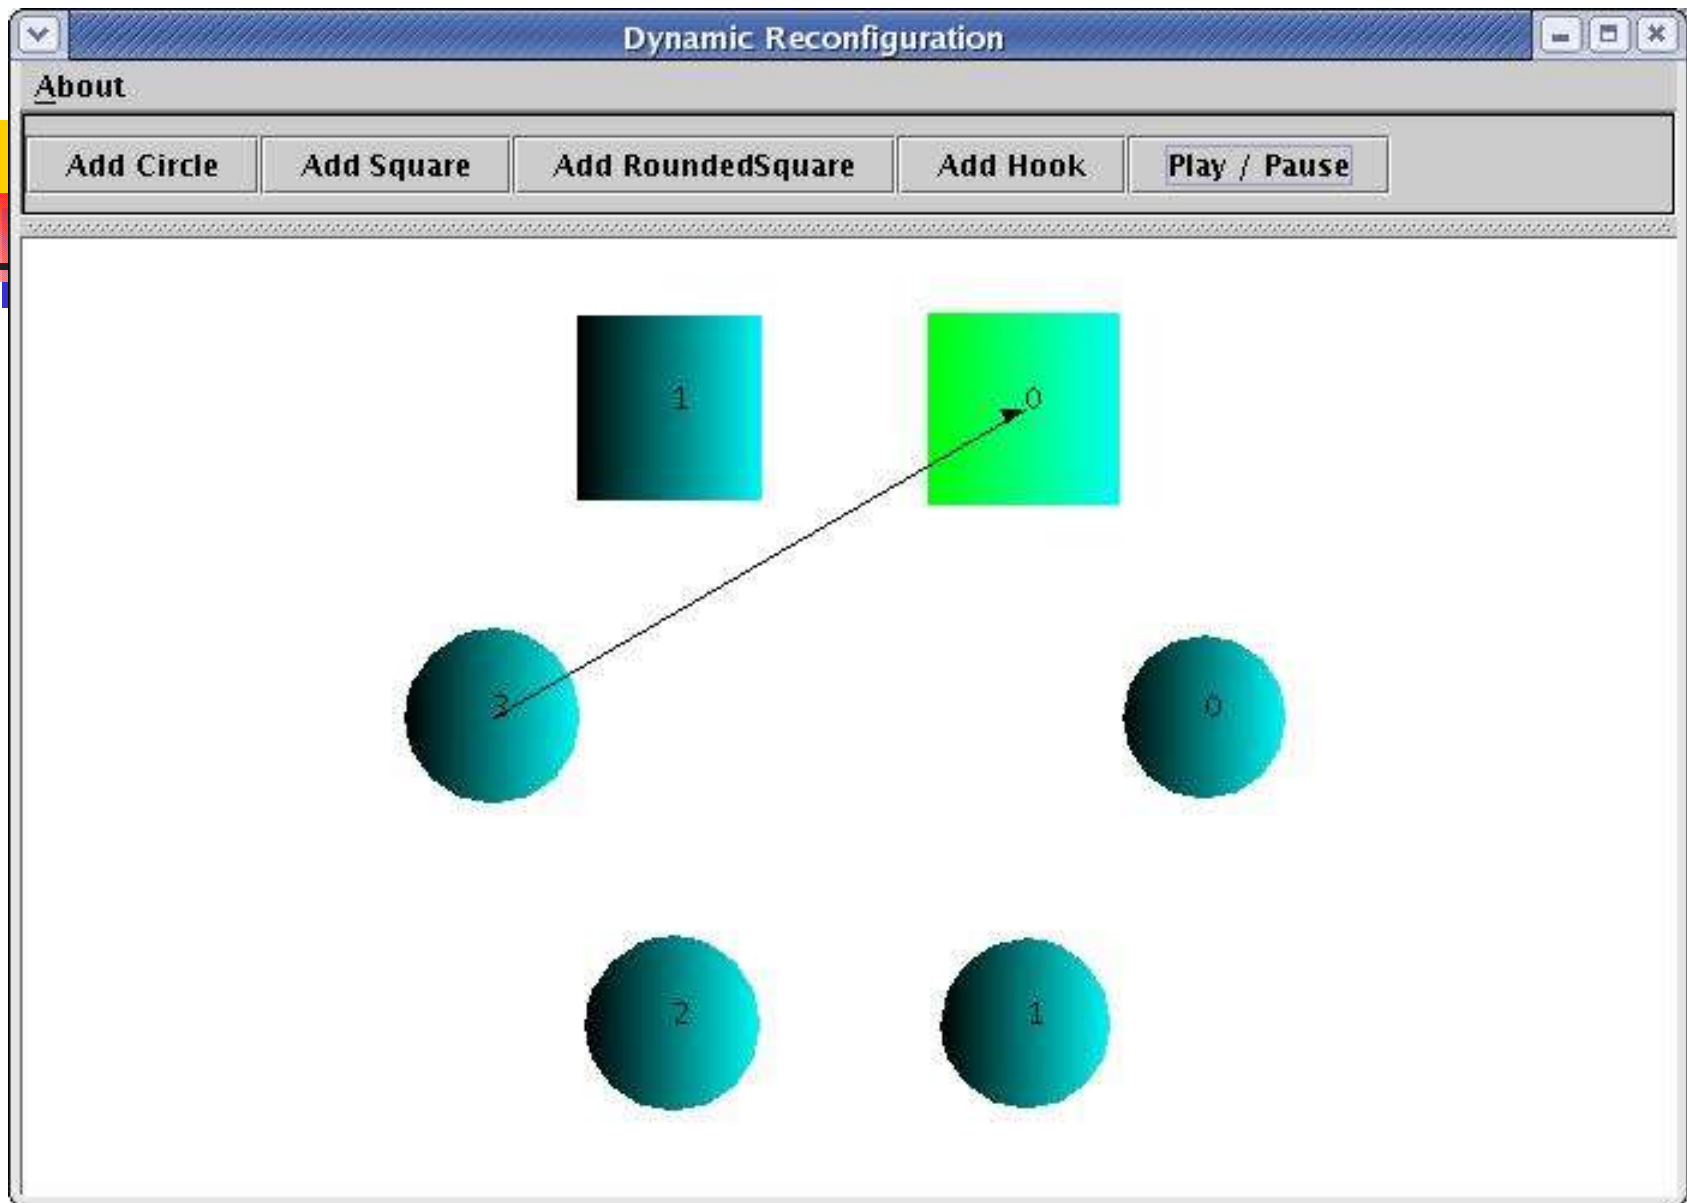 Dynamic Reconfiguration
About
Add Circle Add Square Add RoundedSquare Add Hook Play / Pause
1 0
3 0
2 1